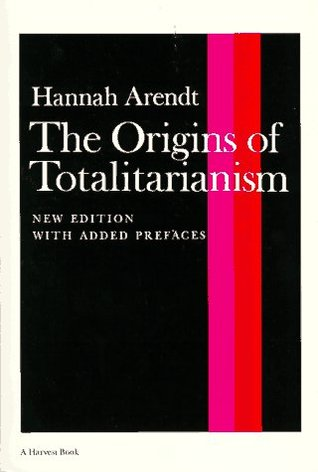 Hannah Arendt
The Origins of
Totalitarianism
NEW EDITION
WITH ADDED PREFACES
A Harvest Book